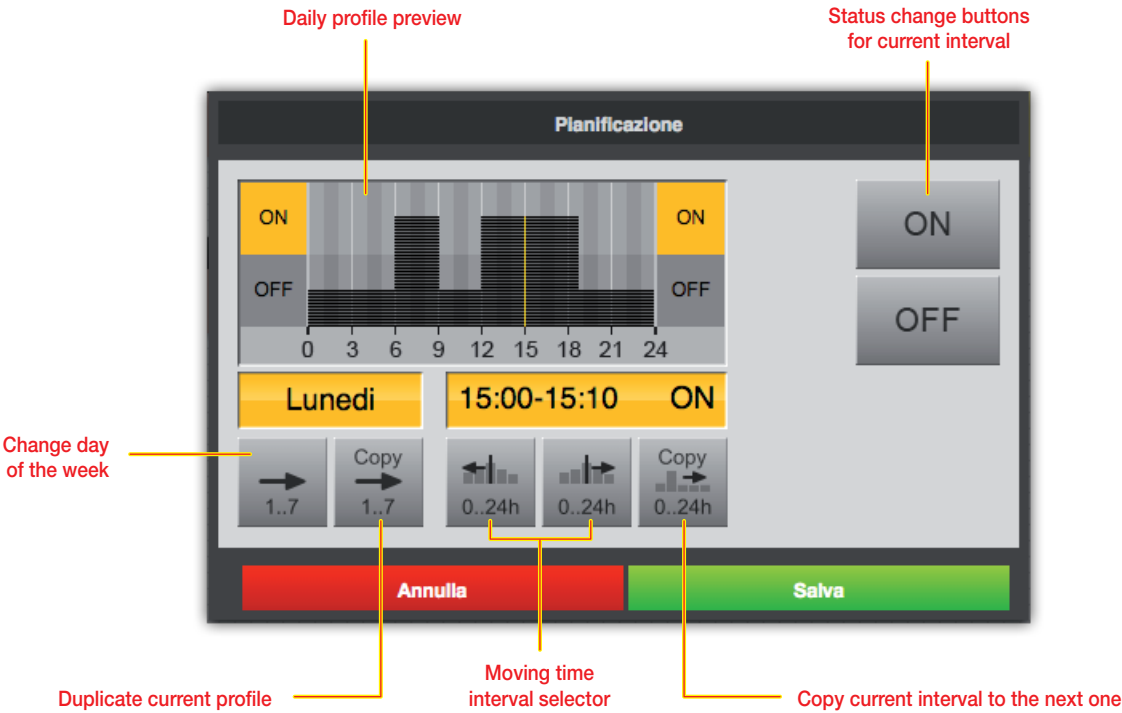 Daily profile preview
Status change buttons
for current interval
Pianificazione
ON
ON
ON
OFF
OFF
OFF
0 3 6 9 12 15 18 21 24
Lunedi
15:00-15:10 ON
Change day
of the week
1..7
Copy
1..7
0..24h
0..24h
Copy
0..24h
Annulla
Salva
Duplicate current profile
Moving time
interval selector
Copy current interval to the next one